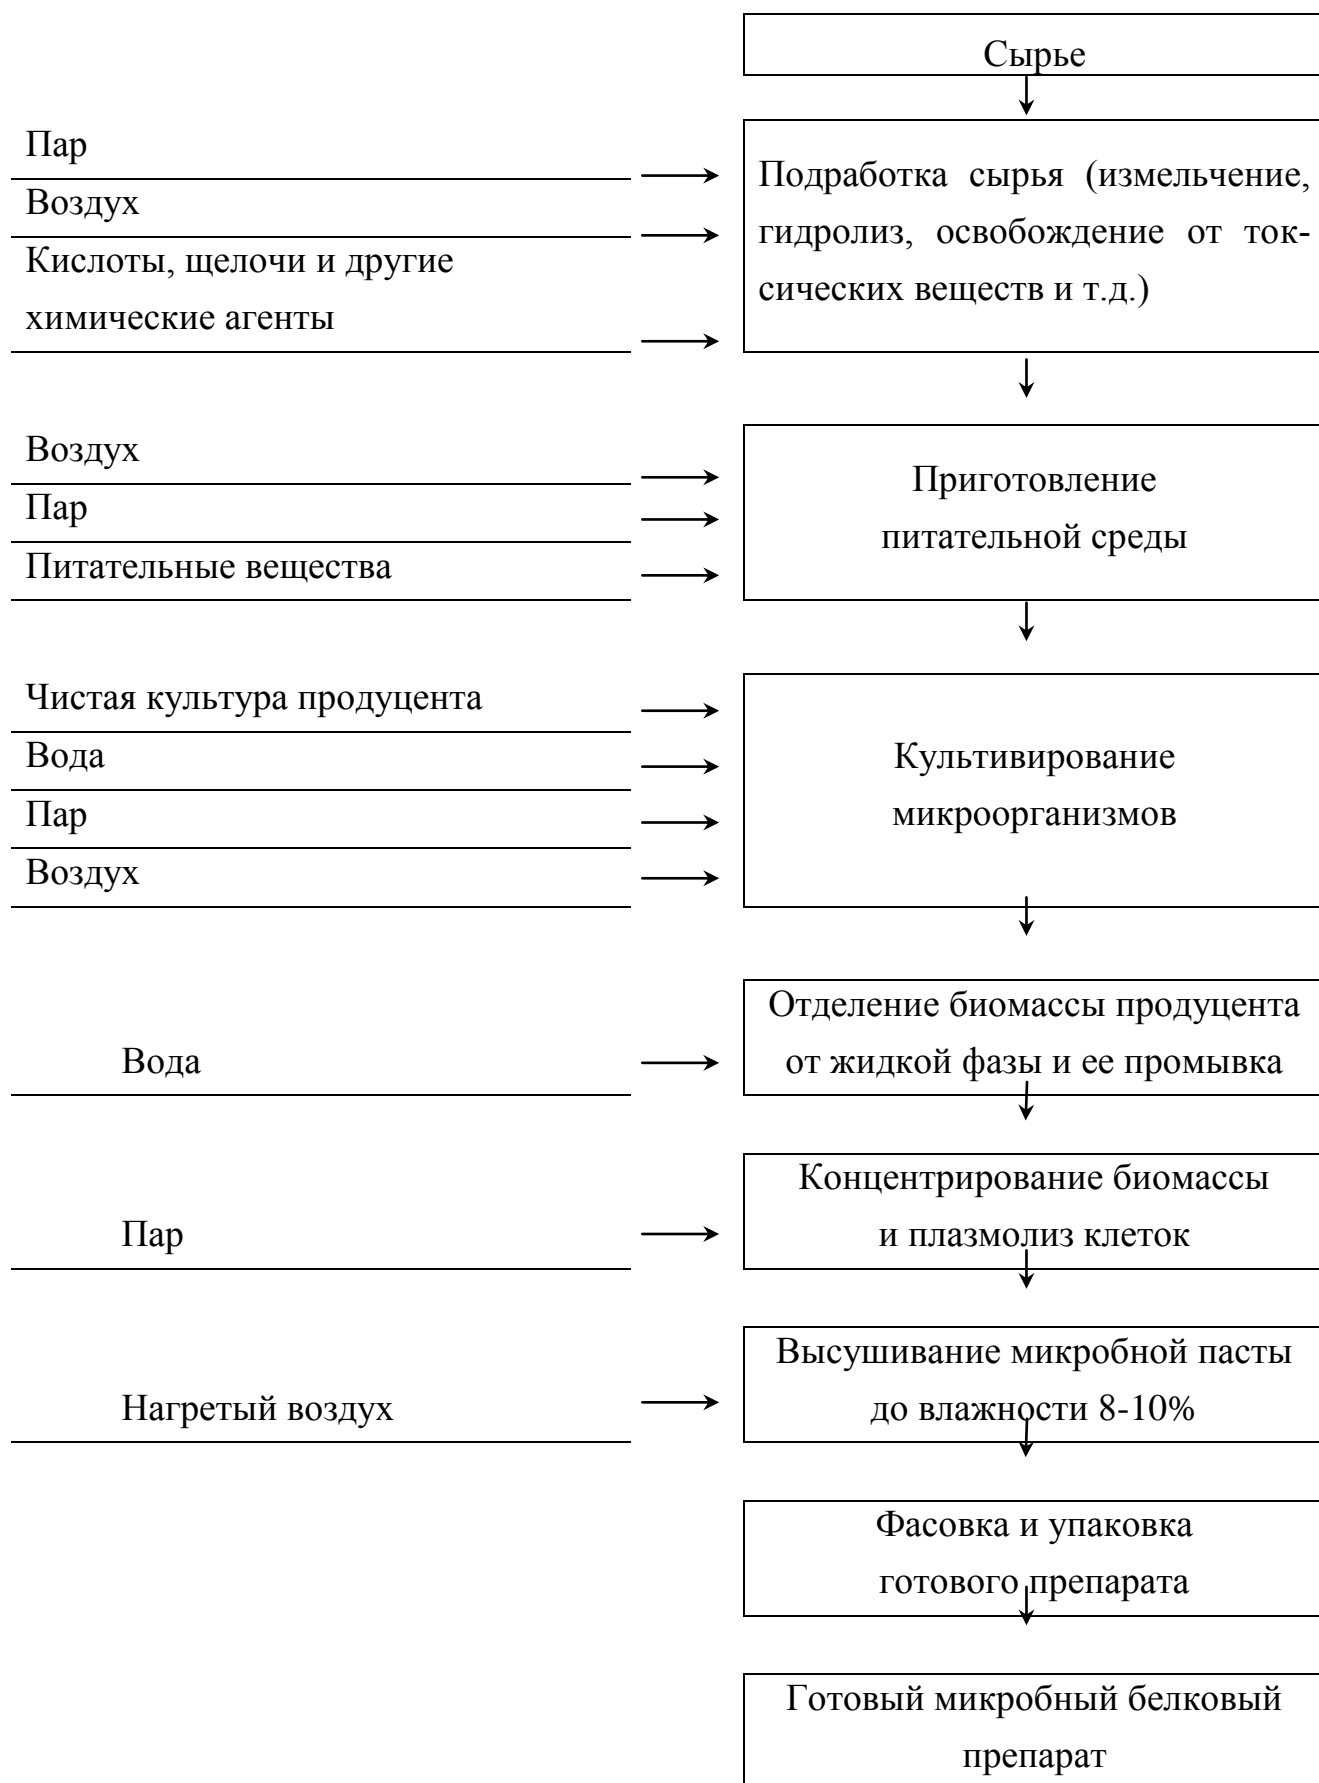 Сырье
Пар
Воздух
Кислоты, щелочи и другие
химические агенты
Подработка сырья (измельчение,
гидролиз, освобождение от ток-
сических веществ и т.д.)
Воздух
Пар
Питательные вещества
Приготовление
питательной среды
Чистая культура продуцента
Вода
Пар
Воздух
Культивирование
микроорганизмов
Вода
Отделение биомассы продуцента
от жидкой фазы и ее промывка
Пар
Концентрирование биомассы
и плазмолиз клеток
Нагретый воздух
Высушивание микробной пасты
до влажности 8-10%
Фасовка и упаковка
готового препарата
Готовый микробный белковый
препарат